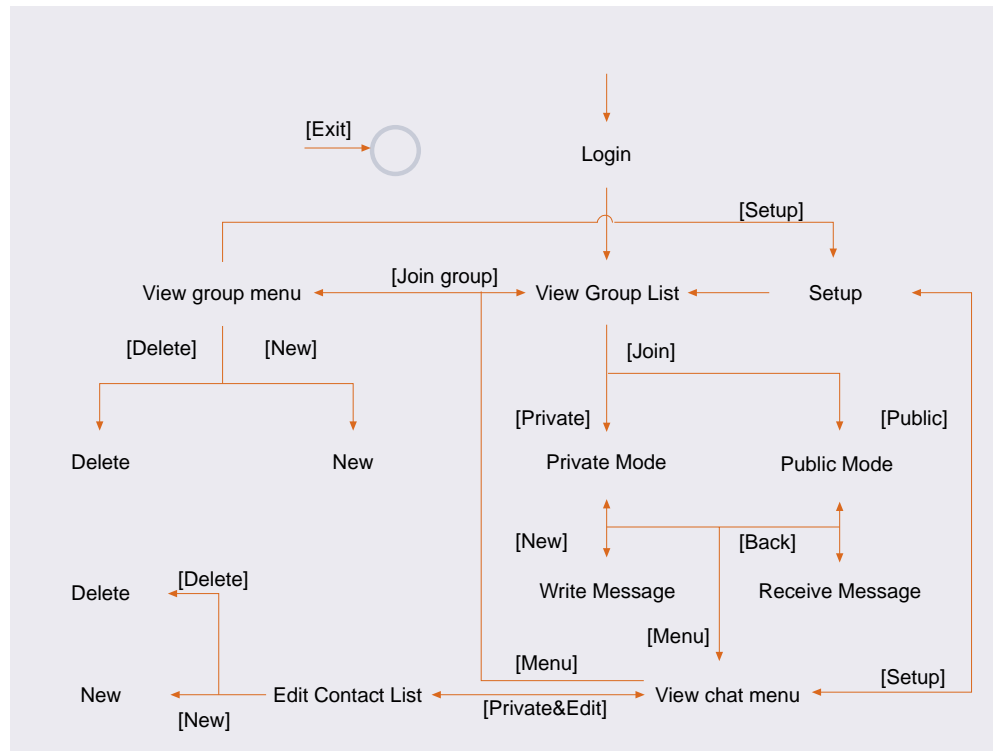 [Exit]
Login
[Setup]
[Join group]
View group menu
View Group List
Setup
[Delete]
[New]
[Join]
[Private]
[Public]
Delete
New
Private Mode
Public Mode
[New]
[Back]
Delete
[Delete]
Write Message
Receive Message
[Menu]
[Menu]
[Setup]
New
Edit Contact List
View chat menu
[New]
[Private&Edit]